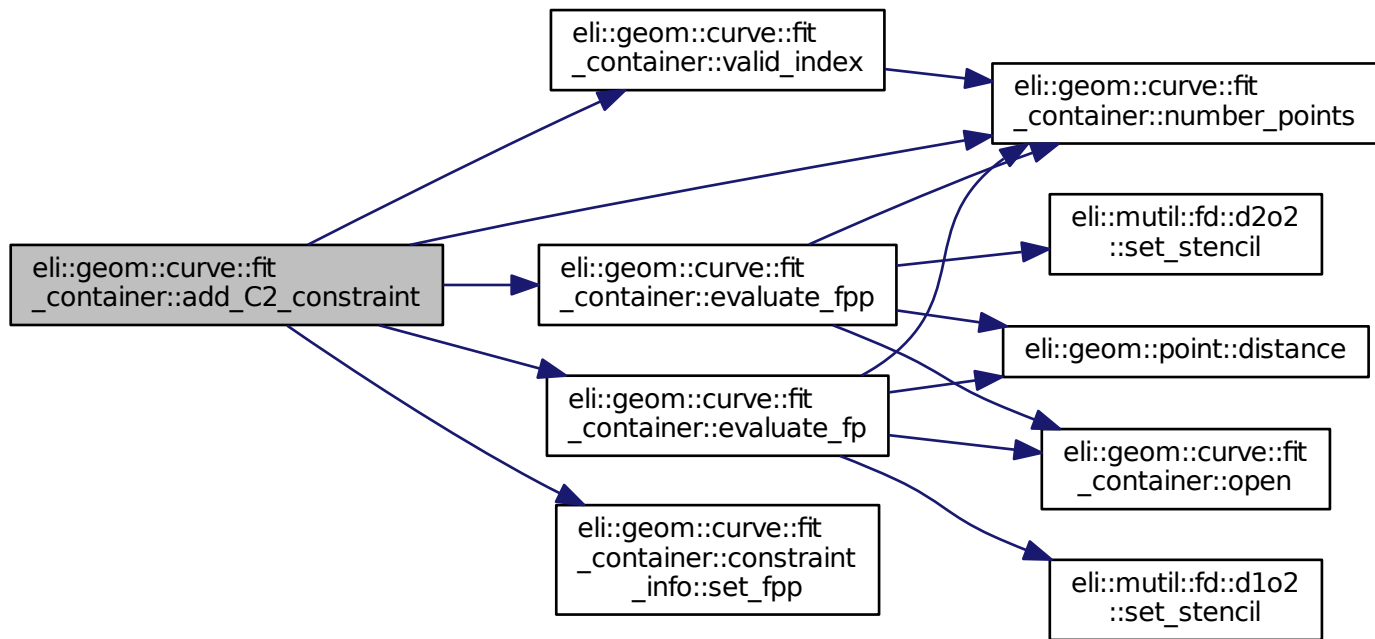 eli::geom::curve::fit
_container::add_C2_constraint
eli::geom::curve::fit
_container::valid_index
eli::geom::curve::fit
_container::evaluate_fpp
eli::geom::curve::fit
_container::evaluate_fp
eli::geom::curve::fit
_container::constraint
_info::set_fpp
eli::geom::curve::fit
_container::number_points
eli::mutil::fd::d2o2
::set_stencil
eli::geom::point::distance
eli::geom::curve::fit
_container::open
eli::mutil::fd::d1o2
::set_stencil